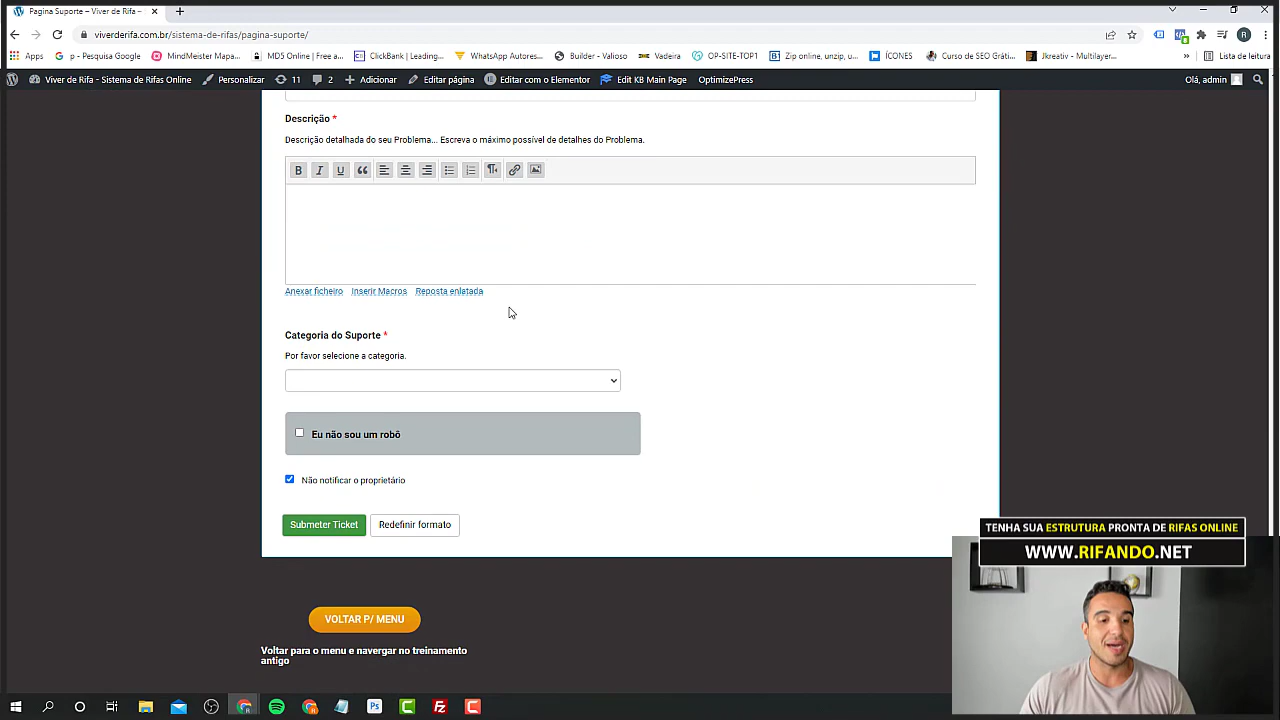 Pagina Suporte – Viver de Rifa –
viverderifa.com.br/sistema-de-rifas/pagina-suporte/
Apps
p - Pesquisa Google
MindMeister Mapa...
MD5 Online | Free a...
ClickBank | Leading...
WhatsApp Autores...
Builder - Valioso
Vadeira
OP-SITE-TOP1
Zip online, unzip, u...
ÍCONES
Curso de SEO Gráti...
Jkreativ - Multilayer...
»
Lista de leitura
Viver de Rifa - Sistema de Rifas Online
Personalizar
11
2
Adicionar
Editar página
Editar com o Elementor
Edit KB Main Page
OptimizePress
Olá, admin
Descrição *
Descrição detalhada do seu Problema... Escreva o máximo possível de detalhes do Problema.
B I U
Anexar ficheiro Inserir Macros Reposta enlatada
Categoria do Suporte *
Por favor selecione a categoria.
Eu não sou um robô
Não notificar o proprietário
Submeter Ticket
Redefinir formato
TENHA SUA ESTRUTURA PRONTA DE RIFAS ONLINE
WWW.RIFANDO.NET
VOLTAR P/ MENU
Voltar para o menu e navergar no treinamento
antigo